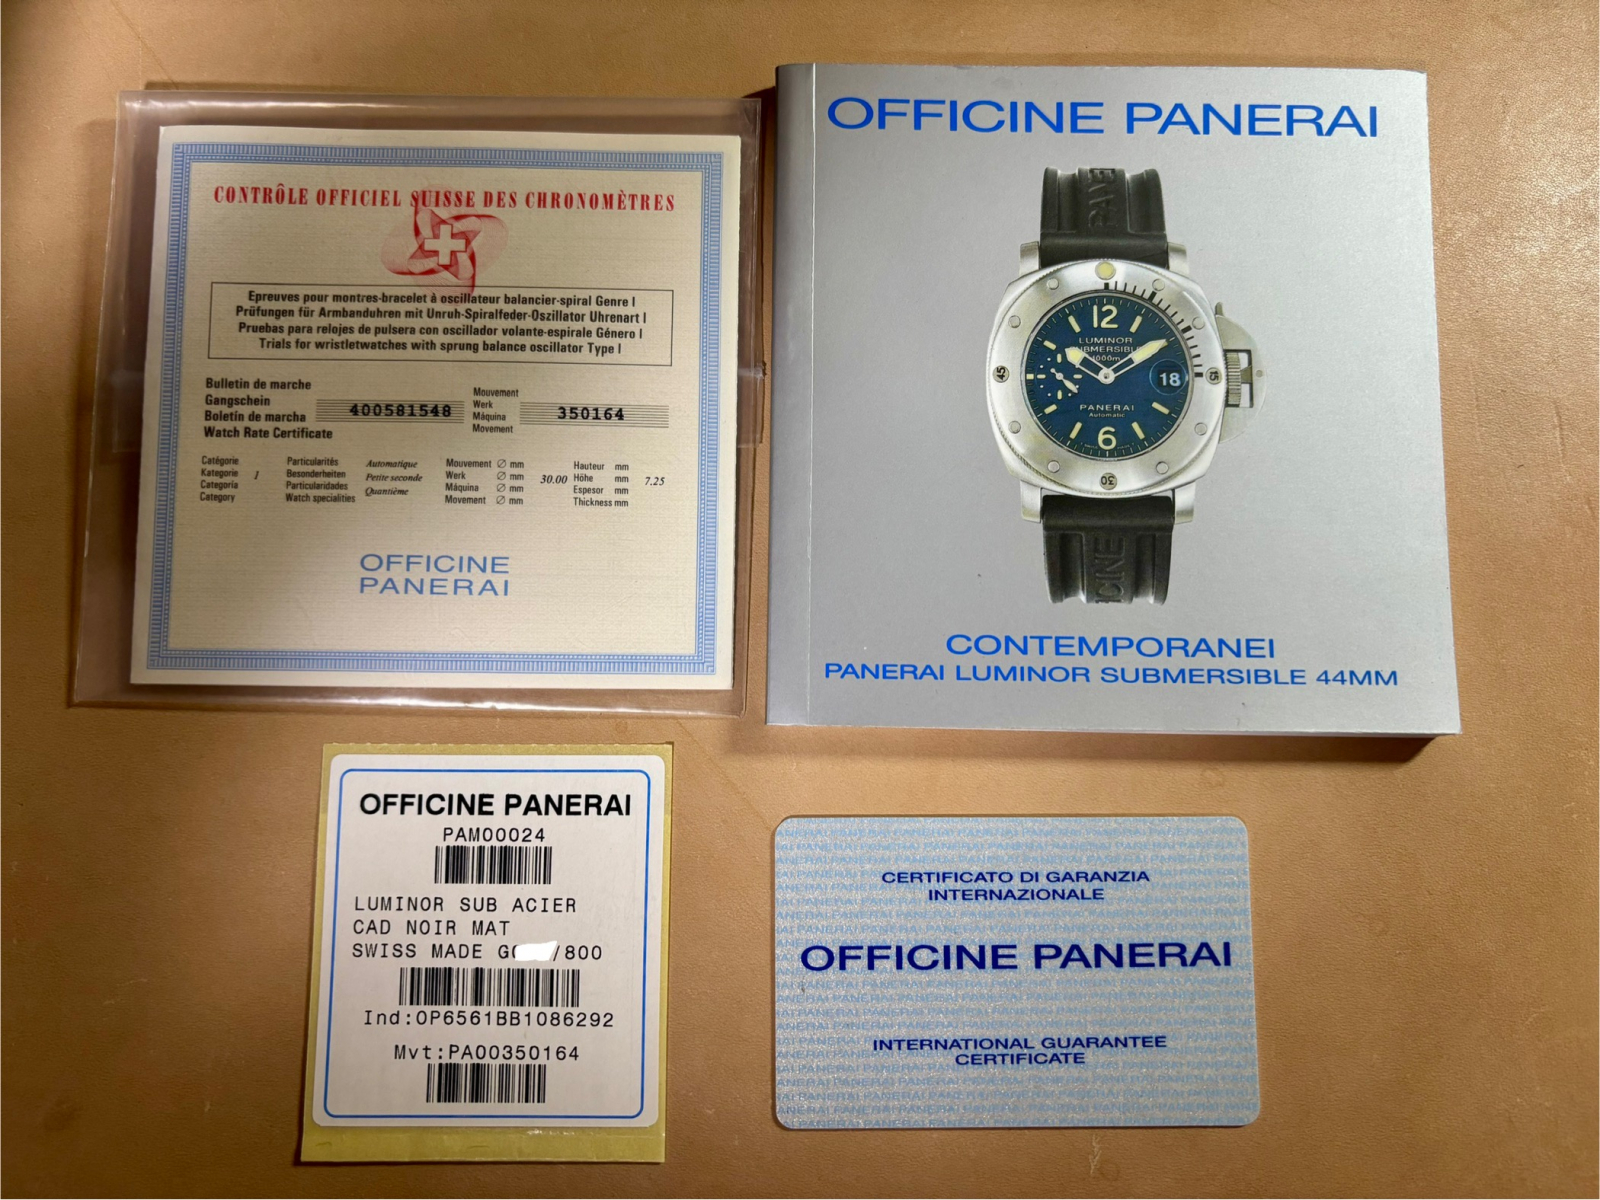 CONTRÔLE OFFICIEL SUISSE DES CHRONOMÈTRES
Epreuves pour montres-bracelet à oscillateur balancier-spiral Genre I
Prüfungen für Armbanduhren mit Unruh-Spiralfeder-Oszillator Uhrenart I
Pruebas para relojes de pulsera con oscillador volante-espirale Género I
Trials for wristletwatches with sprung balance oscillator Type I
Bulletin de marche
Gangschein
Boletín de marcha
Watch Rate Certificate
400581548
Mouvement
Werk
Máquina
Movement
350164
Catégorie
Kategorie
Categoria
Category
1
Particularités
Besonderheiten
Particularidades
Watch specialities
Automatique
Petite seconde
Quantième
Mouvement ∅ mm
Werk ∅ mm
Máquina ∅ mm
Movement ∅ mm
30.00
Hauteur mm
Höhe mm
Espesor mm
Thickness mm
7.25
OFFICINE
PANERAI
OFFICINE PANERAI
12
LUMINOR
SUBMERSIBLE
1000m
45
18
15
PANERAI
Automatic
6
30
CONTEMPORANEI
PANERAI LUMINOR SUBMERSIBLE 44MM
OFFICINE PANERAI
PAM00024
LUMINOR SUB ACIER
CAD NOIR MAT
SWISS MADE G /800
Ind:OP6561BB1086292
Mvt:PA00350164
CERTIFICATO DI GARANZIA
INTERNAZIONALE
OFFICINE PANERAI
INTERNATIONAL GUARANTEE
CERTIFICATE